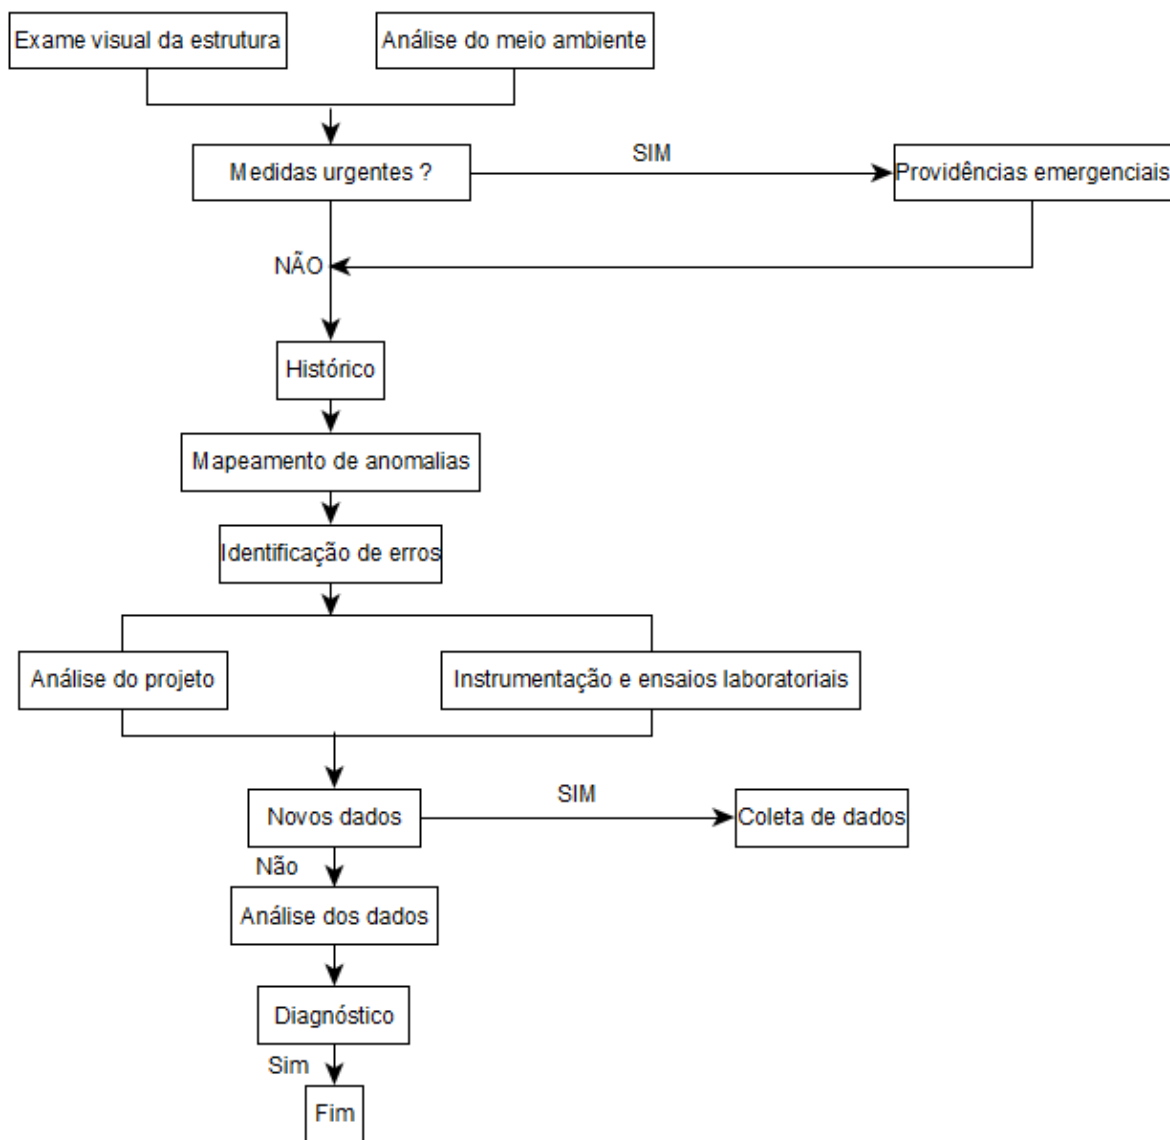 Exame visual da estrutura
Análise do meio ambiente
Medidas urgentes ?
SIM
Providências emergenciais
NÃO
Histórico
Mapeamento de anomalias
Identificação de erros
Análise do projeto
Instrumentação e ensaios laboratoriais
Novos dados
SIM
Coleta de dados
Não
Análise dos dados
Diagnóstico
Sim
Fim